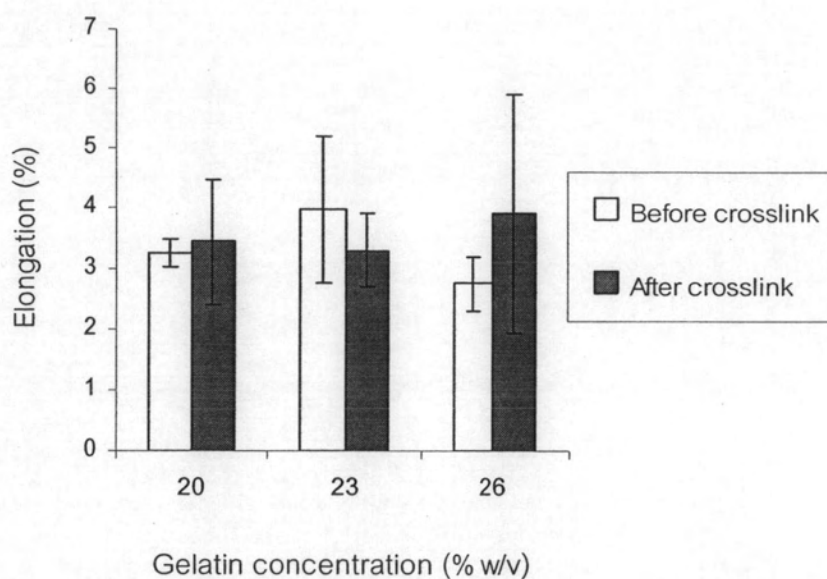 7
6
5
4
3
2
1
0
Elongation (%)
20 23 26
Gelatin concentration (% w/v)
Before crosslink
After crosslink